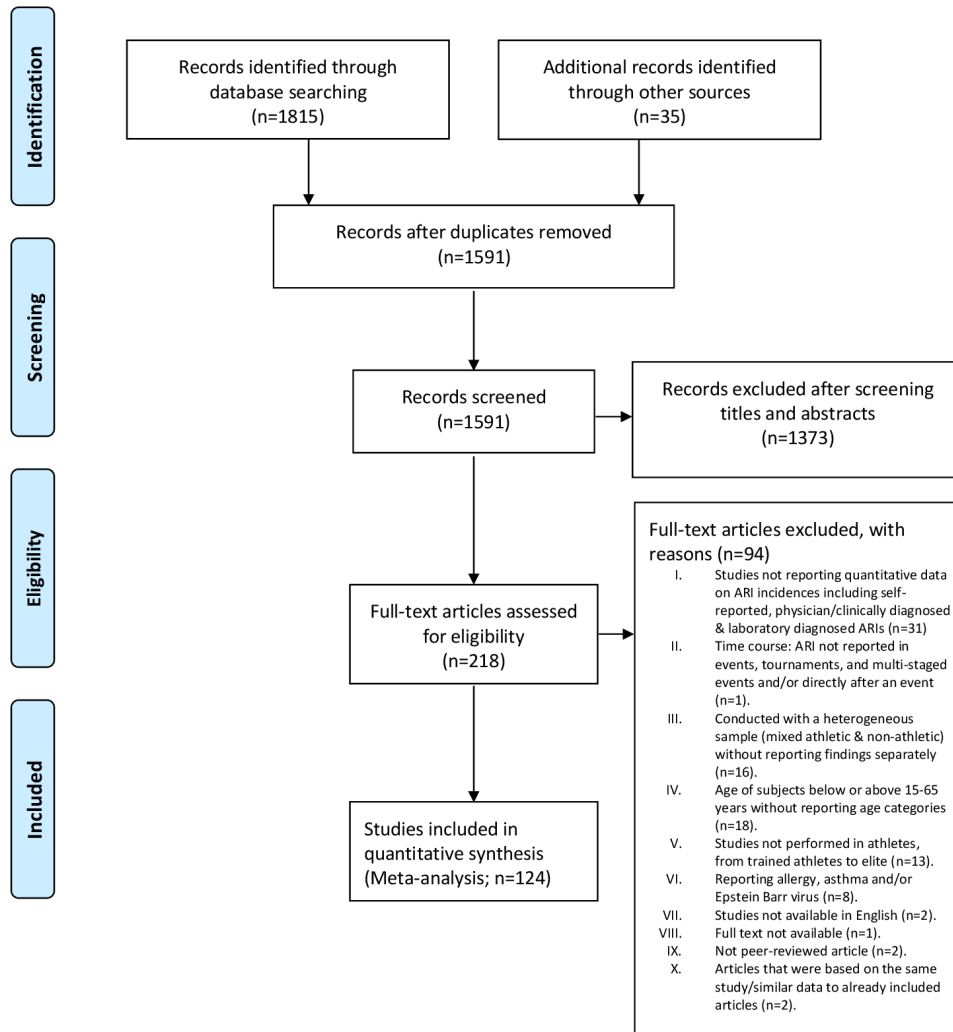 Identification
Records identified through
database searching
(n=1815)
Additional records identified
through other sources
(n=35)
Records after duplicates removed
(n=1591)
Screening
Records screened
(n=1591)
Records excluded after screening
titles and abstracts
(n=1373)
Eligibility
Full-text articles assessed
for eligibility
(n=218)
Full-text articles excluded, with
reasons (n=94)
I. Studies not reporting quantitative data
on ARI incidences including self-
reported, physician/clinically diagnosed
& laboratory diagnosed ARIs (n=31)
II. Time course: ARI not reported in
events, tournaments, and multi-staged
events and/or directly after an event
(n=1).
III. Conducted with a heterogeneous
sample (mixed athletic & non-athletic)
without reporting findings separately
(n=16).
IV. Age of subjects below or above 15-65
years without reporting age categories
(n=18).
V. Studies not performed in athletes,
from trained athletes to elite (n=13).
VI. Reporting allergy, asthma and/or
Epstein Barr virus (n=8).
VII. Studies not available in English (n=2).
VIII. Full text not available (n=1).
IX. Not peer-reviewed article (n=2).
X. Articles that were based on the same
study/similar data to already included
articles (n=2).
Included
Studies included in
quantitative synthesis
(Meta-analysis; n=124)